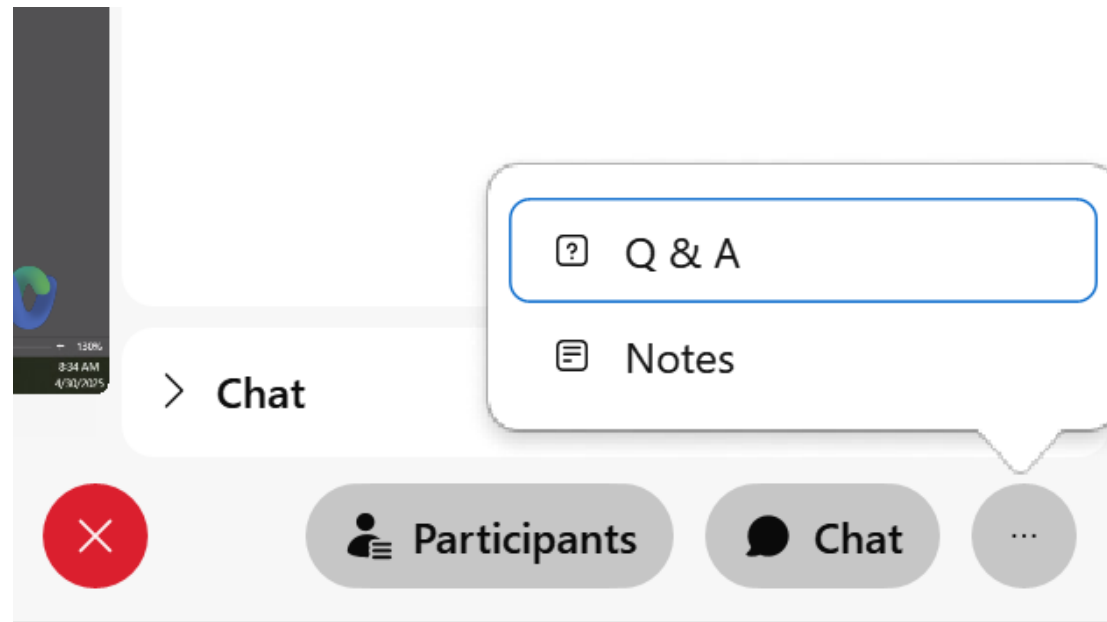 Q & A
Notes
130%
8:34 AM
4/30/2025
Chat
Participants
Chat
...